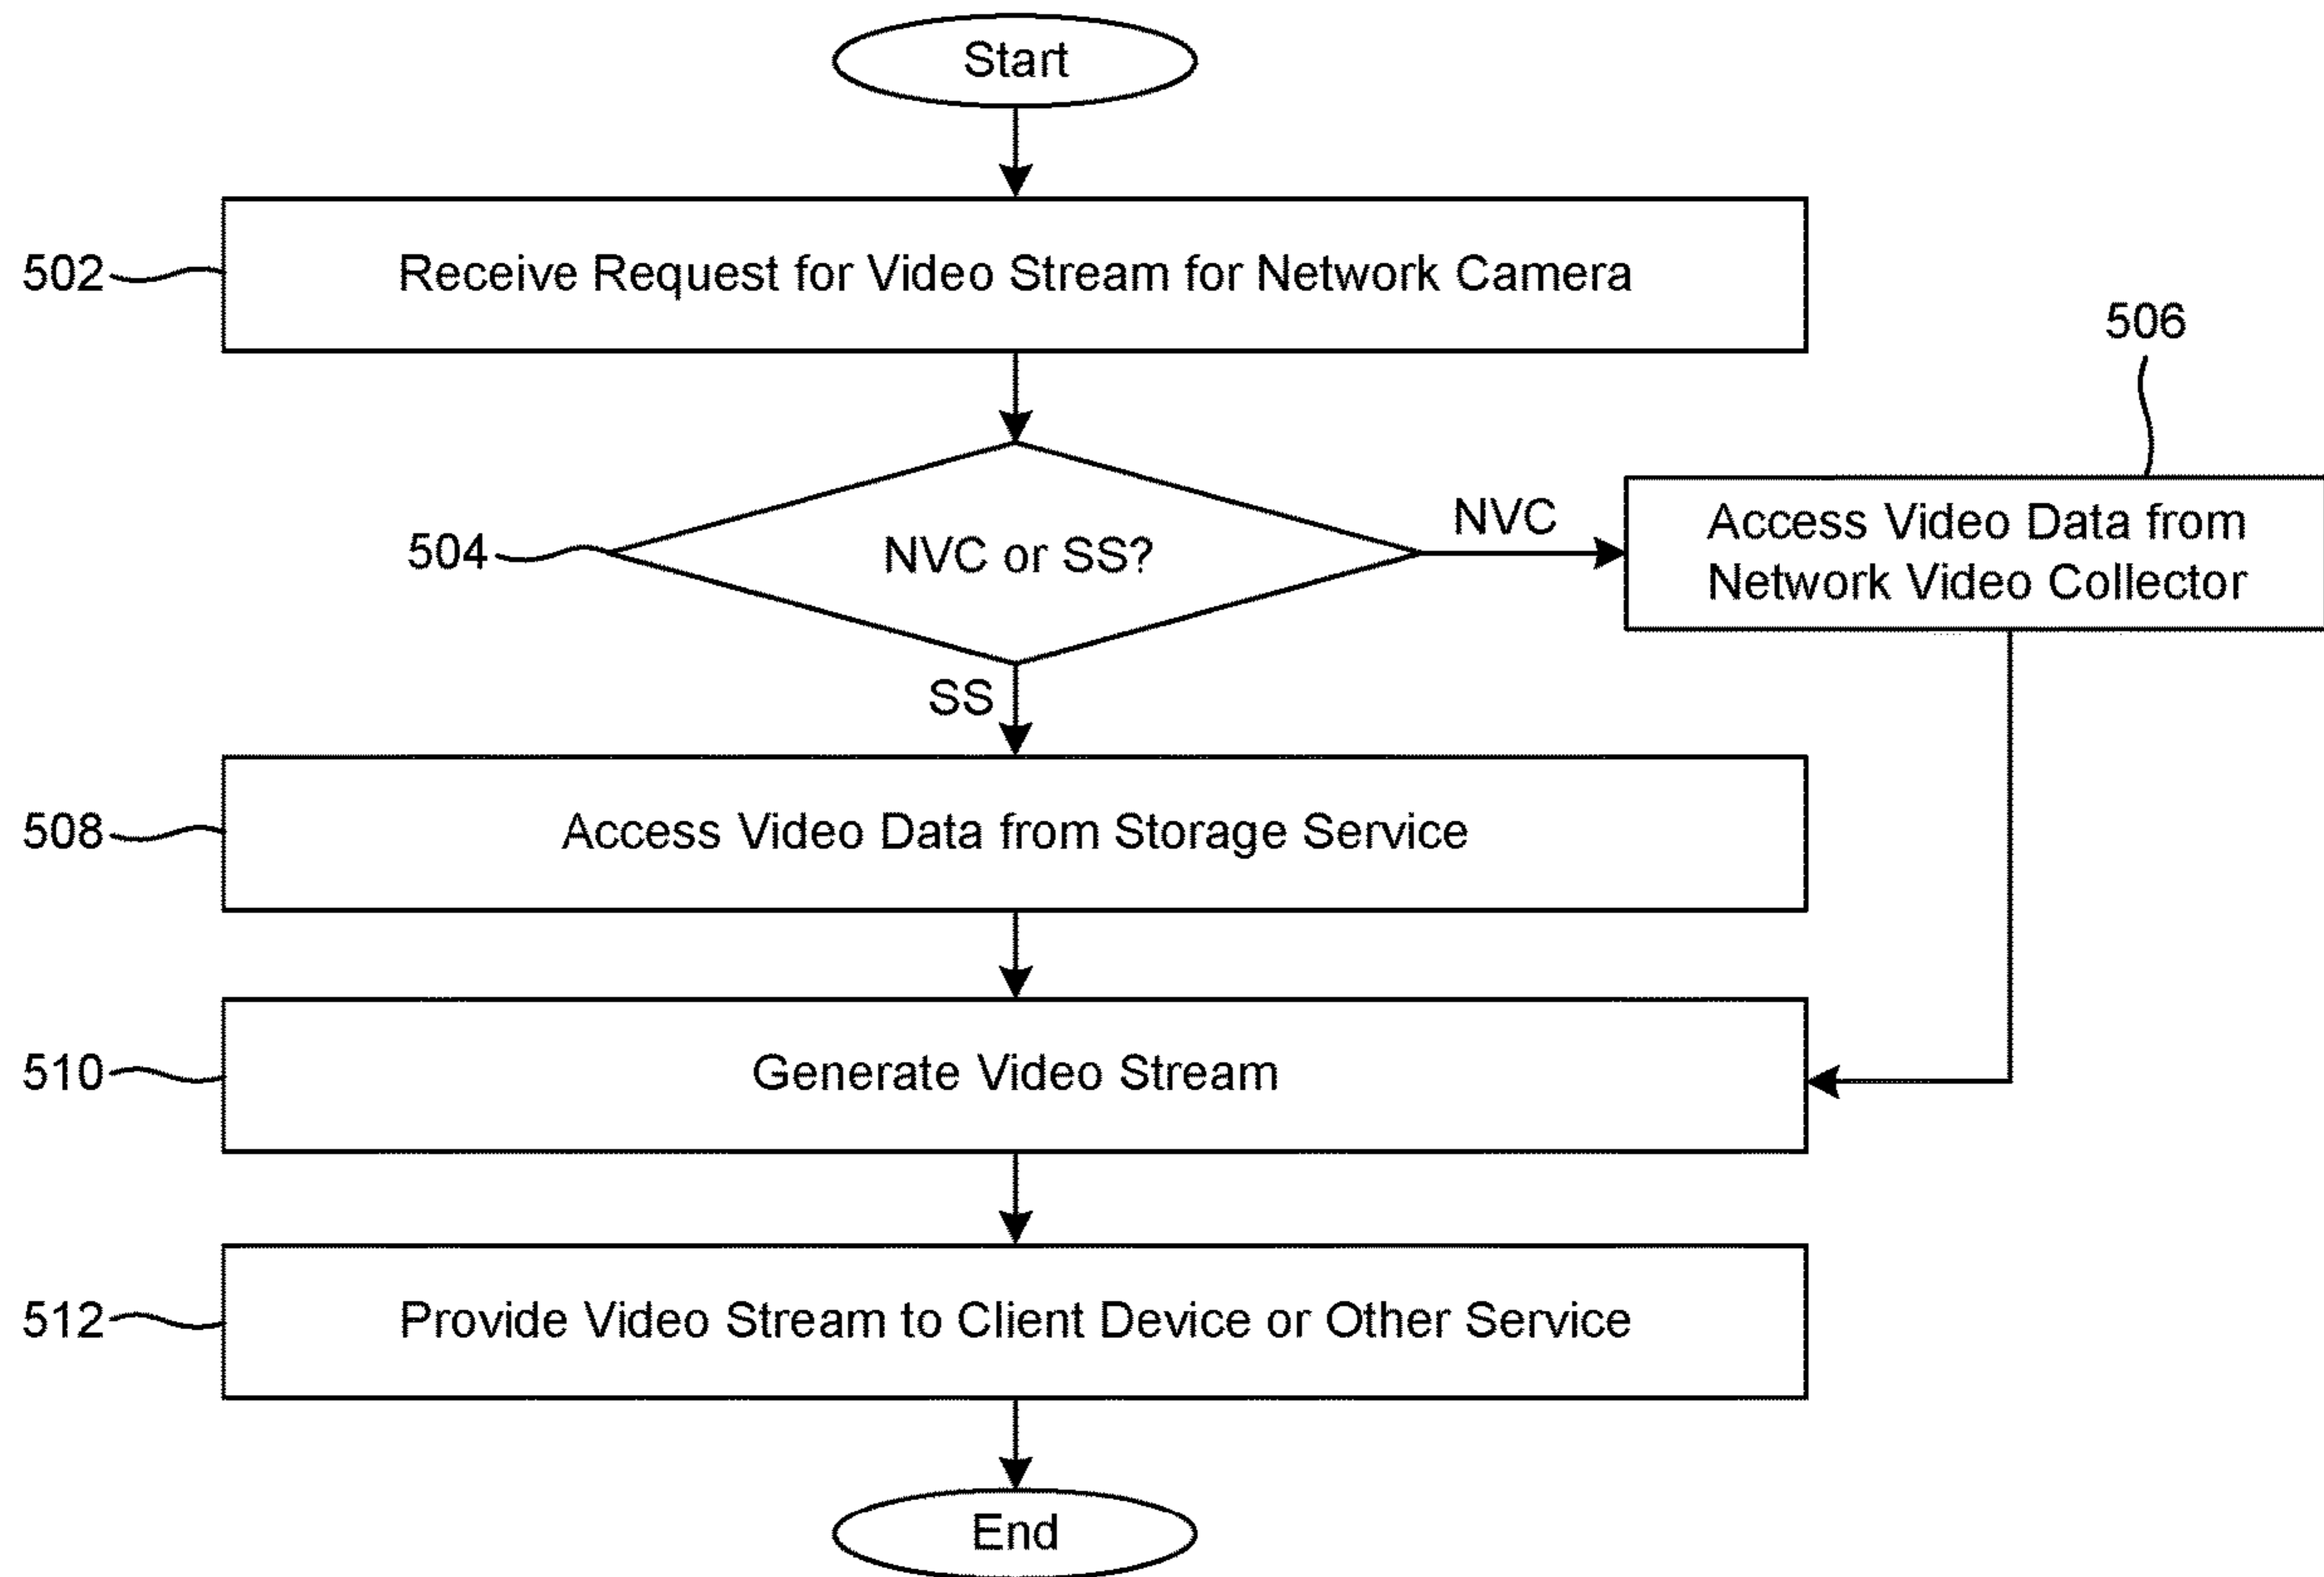 Start
502
Receive Request for Video Stream for Network Camera
506
504
NVC or SS?
NVC
Access Video Data from
Network Video Collector
SS
508
Access Video Data from Storage Service
510
Generate Video Stream
512
Provide Video Stream to Client Device or Other Service
End